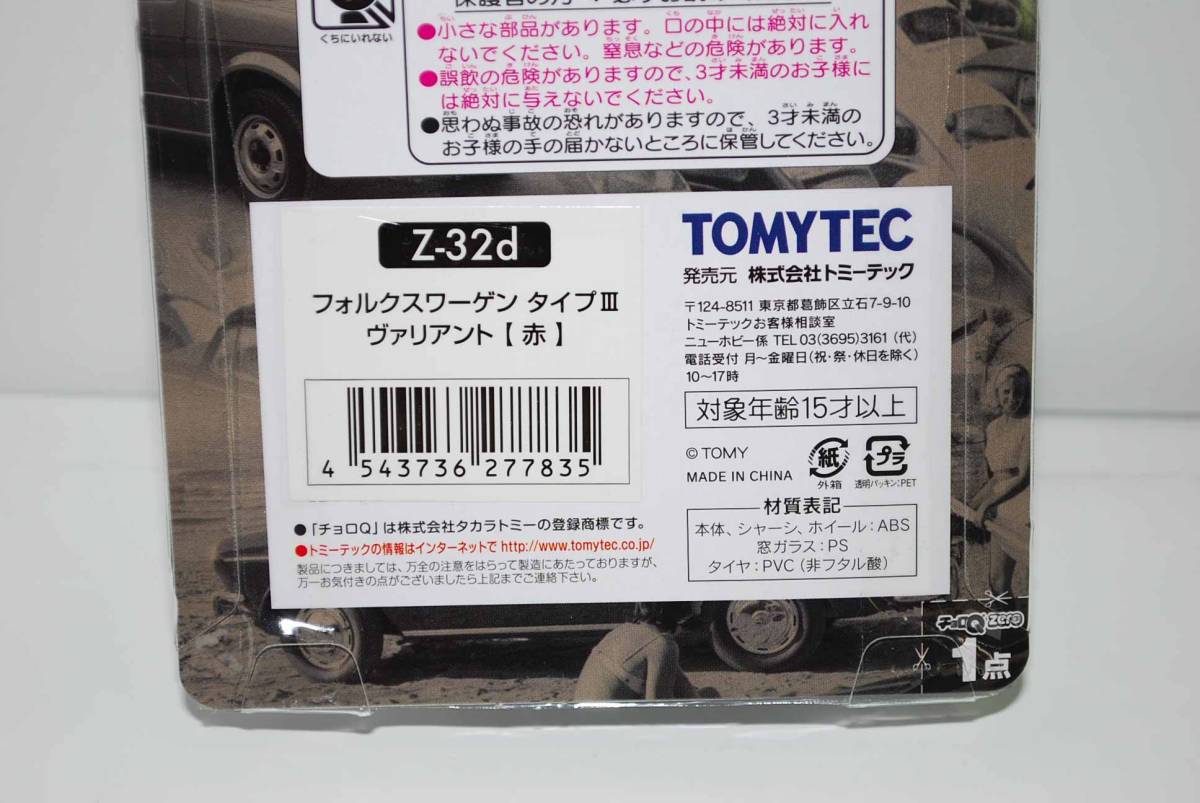 くちにいれない
●小さな部品があります。口の中には絶対に入れ
ないでください。窒息などの危険があります。
●誤飲の危険がありますので、3才未満のお子様に
は絶対に与えないでください。
●思わぬ事故の恐れがありますので、3才未満の
お子様の手の届かないところに保管してください。
Z-32d
フォルクスワーゲン タイプⅢ
ヴァリアント【 赤 】
4 543736 277835
●「チョロQ」は株式会社タカラトミーの登録商標です。
●トミーテックの情報はインターネットで http://www.tomytec.co.jp/
製品につきましては、万全の注意をはらって製造にあたっておりますが、
万一お気付きの点がございましたら上記までご連絡下さい。
TOMYTEC
発売元 株式会社トミーテック
〒124-8511 東京都葛飾区立石7-9-10
トミーテックお客様相談室
ニューホビー係 TEL 03(3695)3161 (代)
電話受付 月～金曜日(祝・祭・休日を除く)
10～17時
対象年齢15才以上
© TOMY
MADE IN CHINA
紙
外箱
プラ
透明パッキン:PET
材質表記
本体、シャーシ、ホイール:ABS
窓ガラス:PS
タイヤ:PVC (非フタル酸)
チョロQ zero
1点